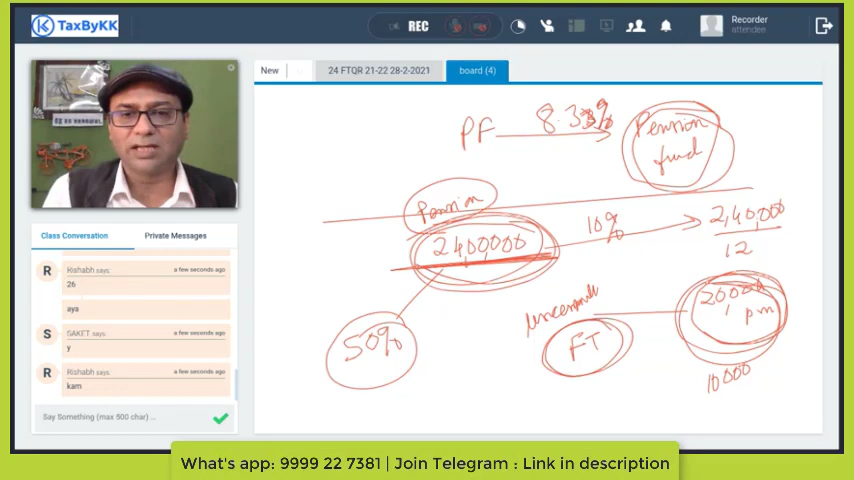 TaxByKK
REC
Recorder
attendee
New
24 FTQR 21-22 28-2-2021
board (4)
Class Conversation
Private Messages
R
Rishabh says:
a few seconds ago
26
aya
S
SAKET says:
a few seconds ago
y
R
Rishabh says:
a few seconds ago
kam
Say Something (max 500 char) ...
PF
8.33%
Pension
fund
Pension
2400,000
10%
2,40,000
12
50%
FT
20000
pm
10000
What's app: 9999 22 7381 | Join Telegram : Link in description